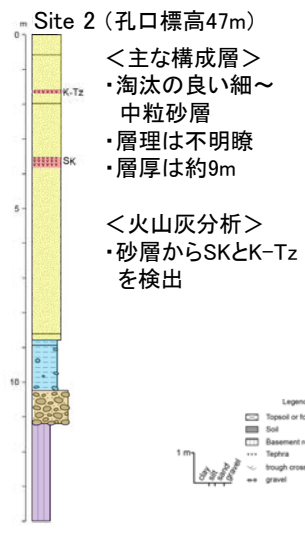 Site 2（孔口標高47m）
m
0
＜主な構成層＞
・淘汰の良い細～
中粒砂層
・層理は不明瞭
・層厚は約9m
K-Tz
SK
5
＜火山灰分析＞
・砂層からSKとK-Tz
を検出
10
Legen
Topsoil or fo
Soil
Basement r
Tephra
trough cros
gravel
1 m
clay
silt
sand
gravel